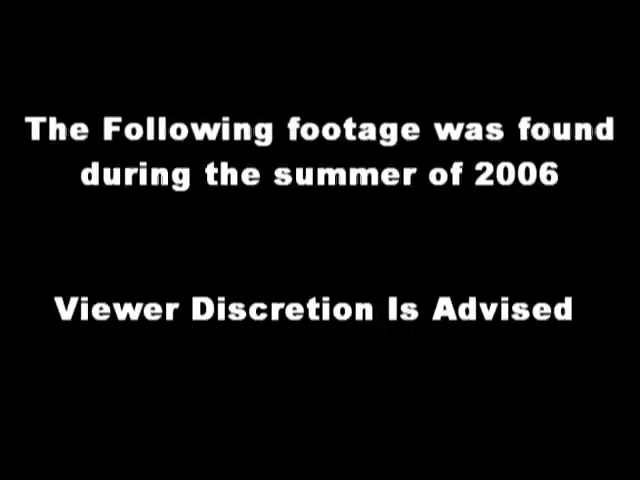 The Following footage was found
during the summer of 2006
Viewer Discretion Is Advised